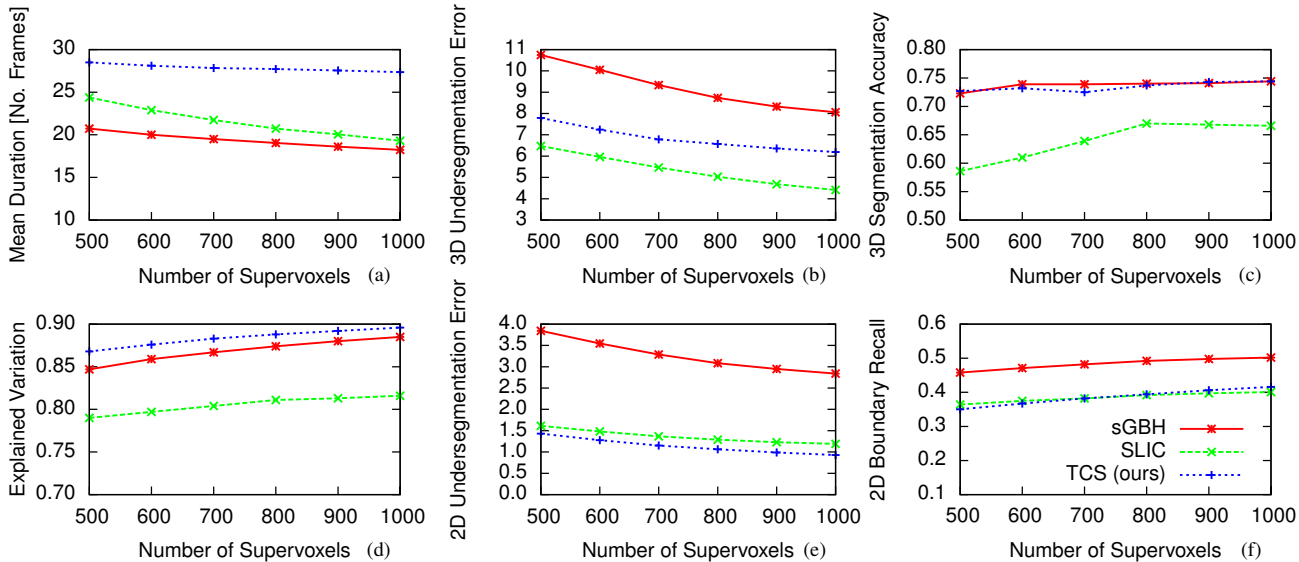 Mean Duration [No. Frames]
30
25
20
15
10
500 600 700 800 900 1000
Number of Supervoxels (a)
3D Undersegmentation Error
11
10
9
8
7
6
5
4
3
500 600 700 800 900 1000
Number of Supervoxels (b)
3D Segmentation Accuracy
0.80
0.75
0.70
0.65
0.60
0.55
0.50
500 600 700 800 900 1000
Number of Supervoxels (c)
Explained Variation
0.90
0.85
0.80
0.75
0.70
500 600 700 800 900 1000
Number of Supervoxels (d)
2D Undersegmentation Error
4.0
3.5
3.0
2.5
2.0
1.5
1.0
0.5
0.0
500 600 700 800 900 1000
Number of Supervoxels (e)
2D Boundary Recall
0.6
0.5
0.4
0.3
0.2
0.1
sGBH
SLIC
TCS (ours)
500 600 700 800 900 1000
Number of Supervoxels (f)